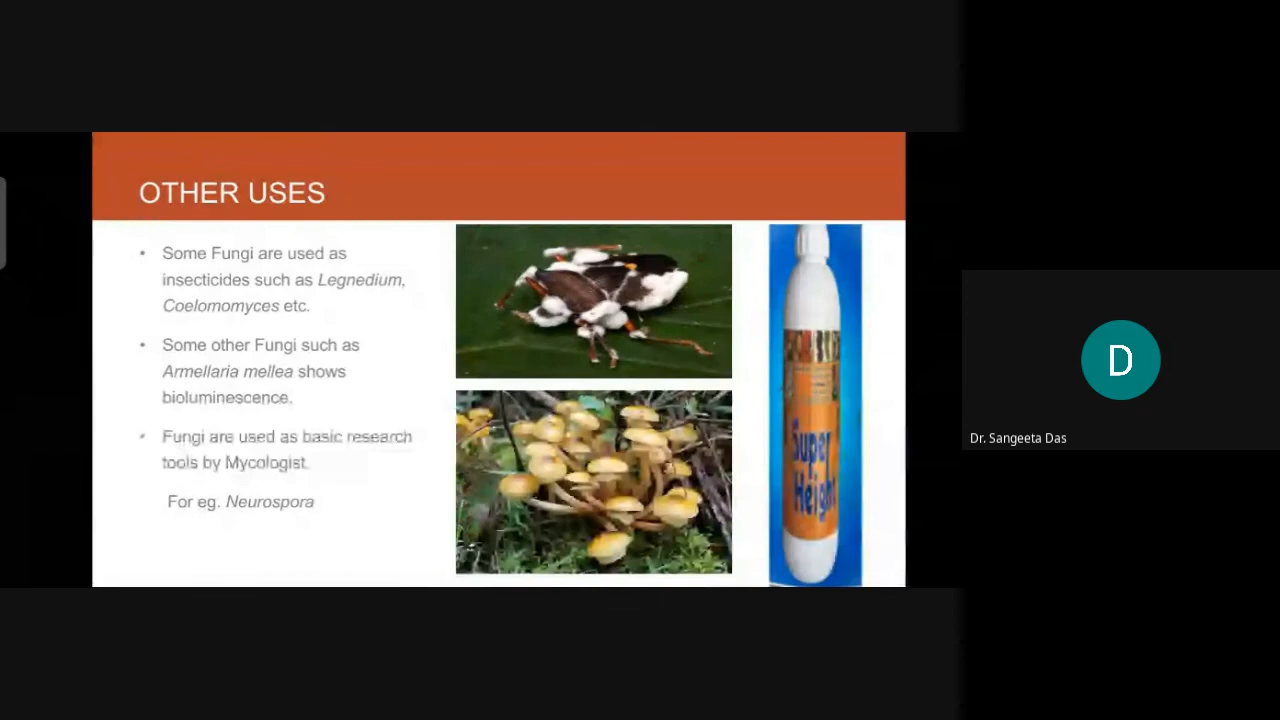 OTHER USES
• Some Fungi are used as
insecticides such as Legnedium,
Coelomomyces etc.
• Some other Fungi such as
Armellaria mellea shows
bioluminescence.
• Fungi are used as basic research
tools by Mycologist.
For eg. Neurospora
Super
Height
D
Dr. Sangeeta Das